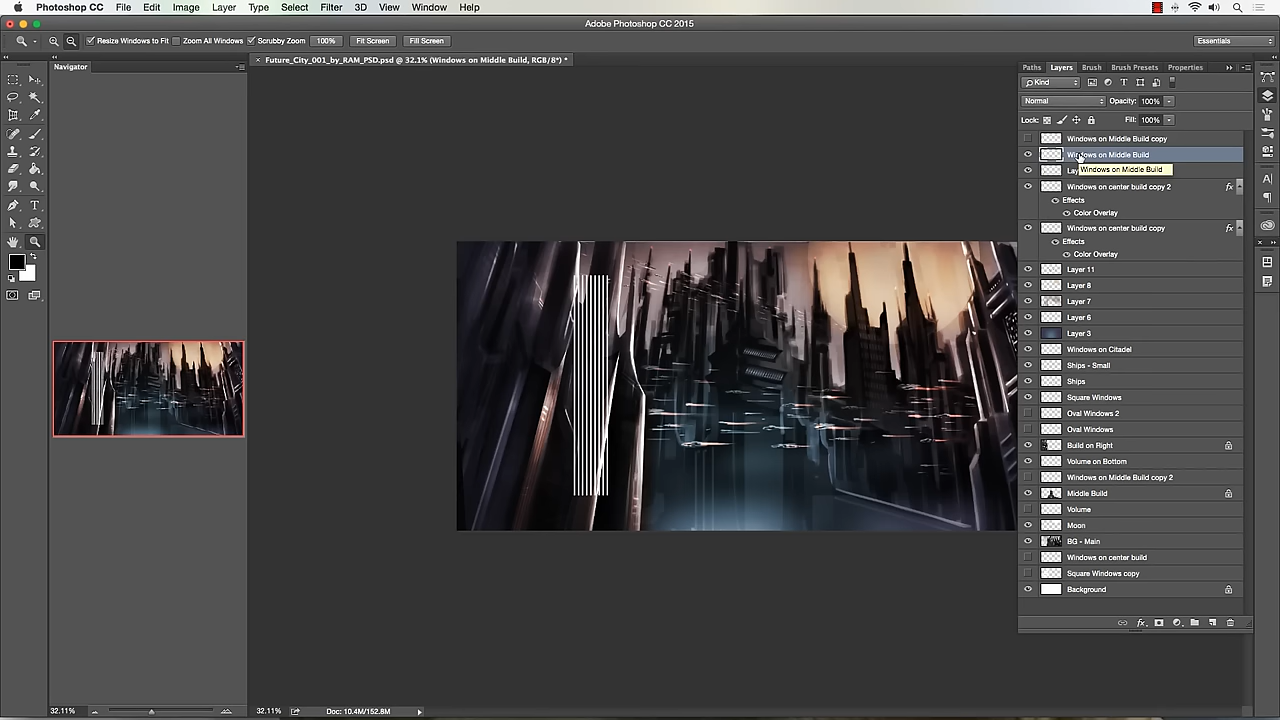 Photoshop CC File Edit Image Layer Type Select Filter 3D View Window Help
Adobe Photoshop CC 2015
Resize Windows to Fit Zoom All Windows Scrubby Zoom 100% Fit Screen Fill Screen Essentials
Navigator
Future_City_001_by_RAM_PSD.psd @ 32.1% (Windows on Middle Build, RGB/8*) *
Paths Layers Brush Brush Presets Properties
Kind
Normal Opacity: 100%
Lock: Fill: 100%
Windows on Middle Build copy
Windows on Middle Build
Lay
Windows on Middle Build
Windows on center build copy 2 fx
Effects
Color Overlay
Windows on center build copy fx
Effects
Color Overlay
Layer 11
Layer 8
Layer 7
Layer 6
Layer 3
Windows on Citadel
Ships - Small
Ships
Square Windows
Oval Windows 2
Oval Windows
Build on Right
Volume on Bottom
Windows on Middle Build copy 2
Middle Build
Volume
Moon
BG - Main
Windows on center build
Square Windows copy
Background
fx
32.11%
32.11% Doc: 10.4M/152.8M